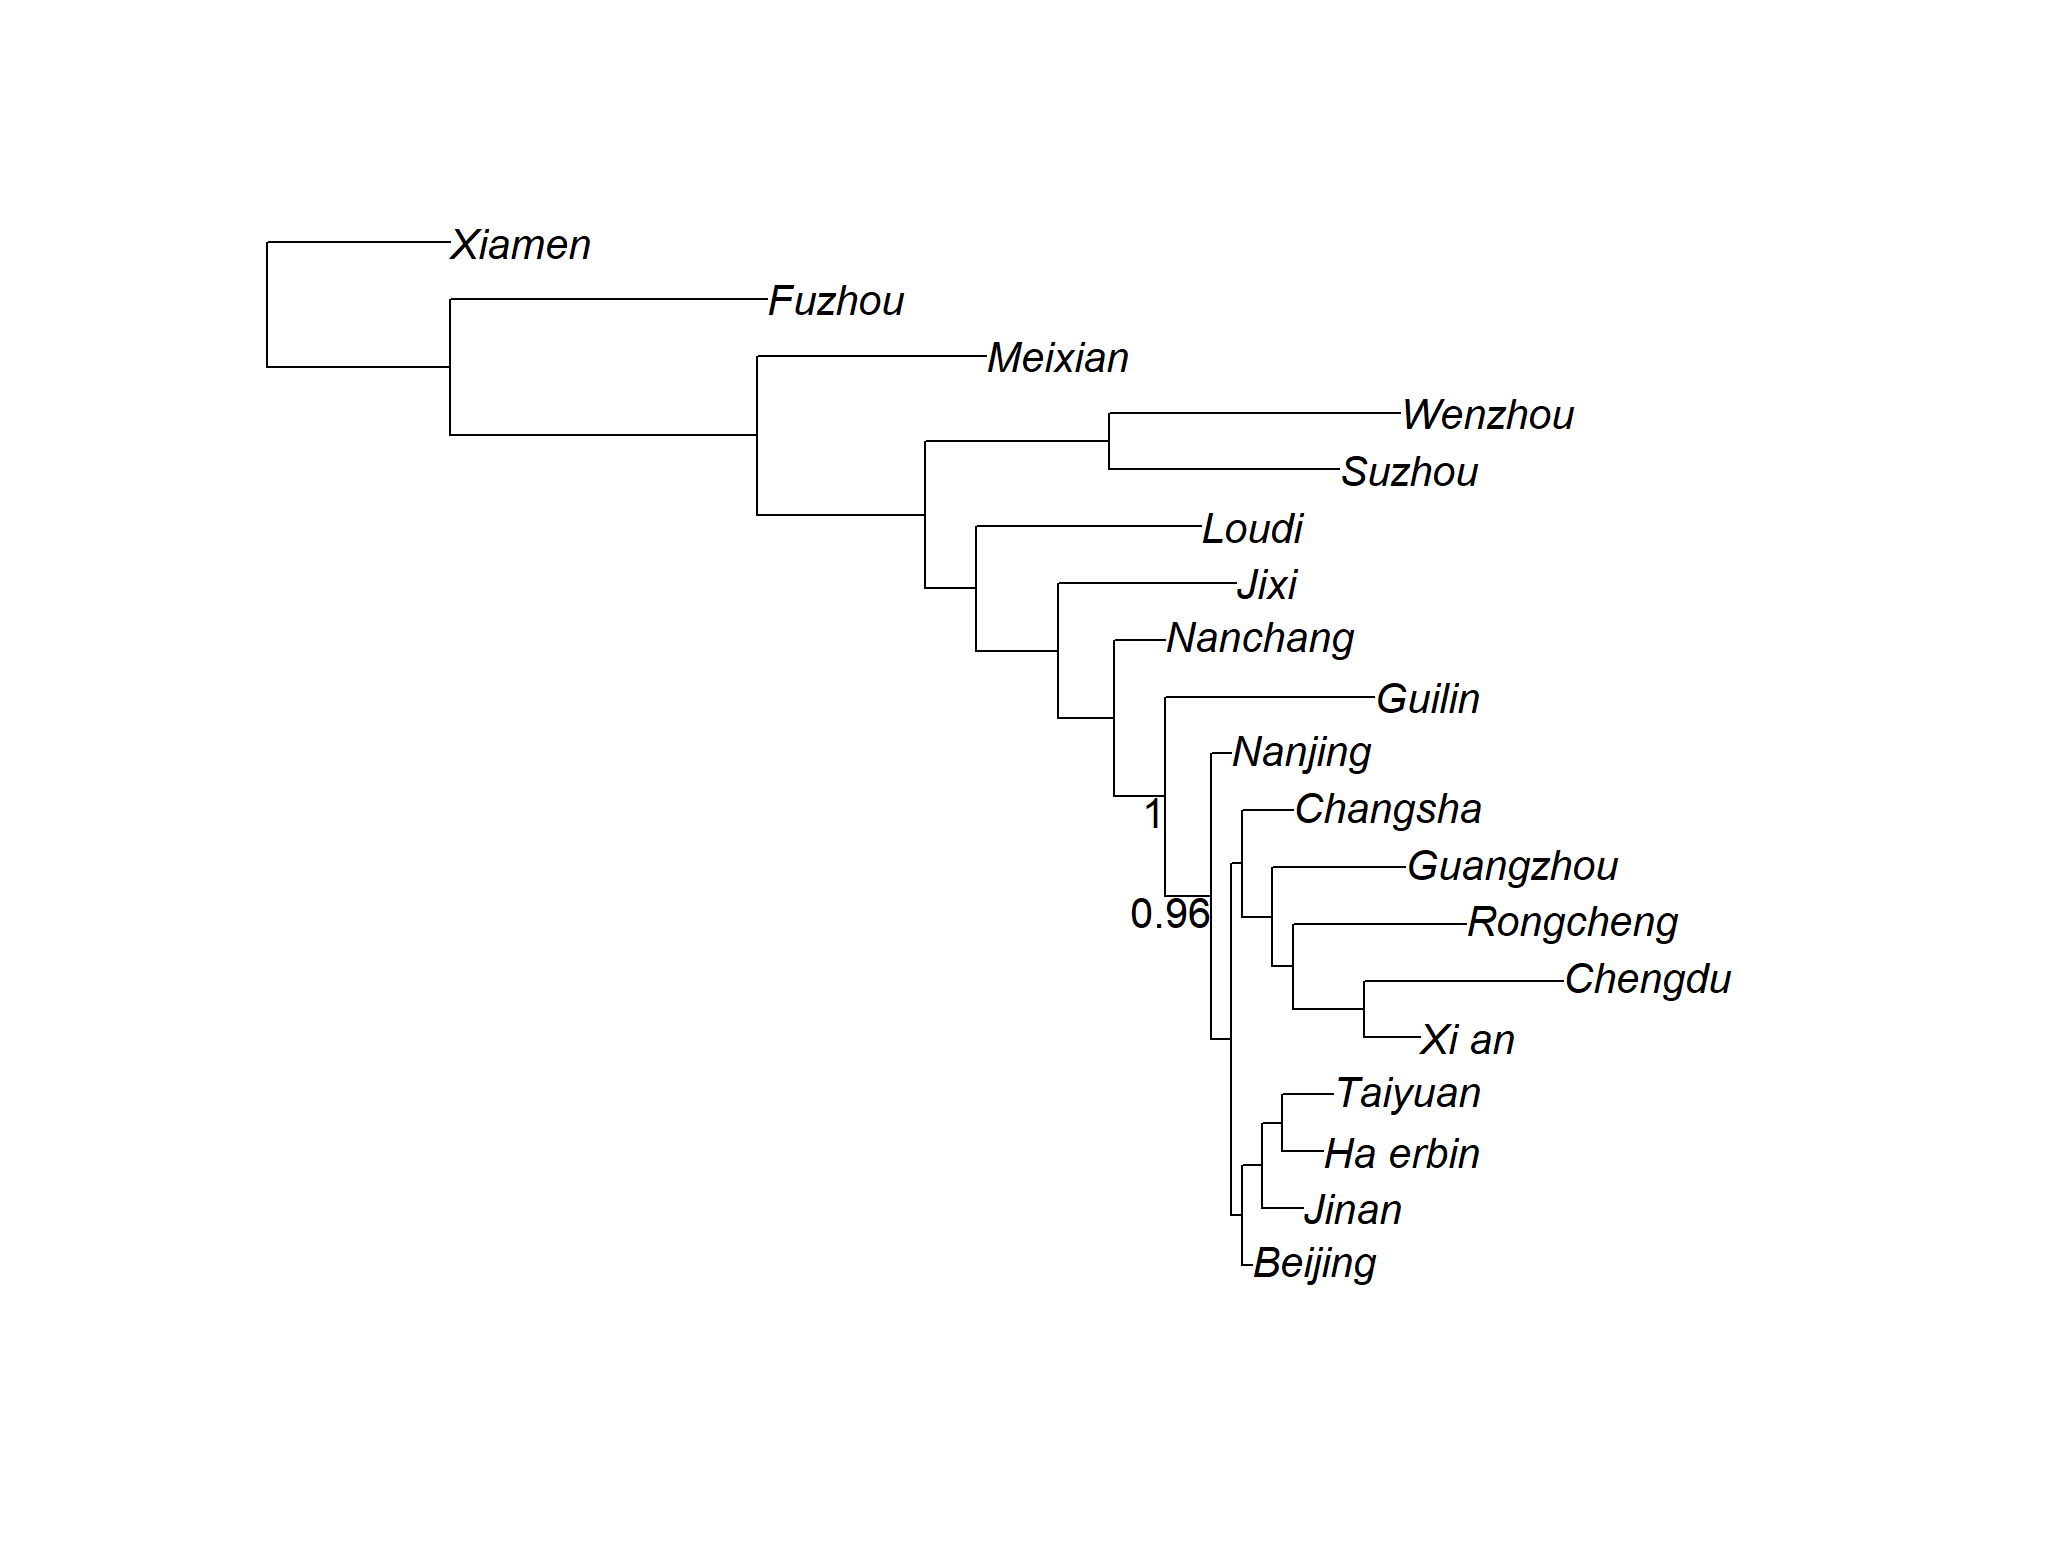 Xiamen
Fuzhou
Meixian
Wenzhou
Suzhou
Loudi
Jixi
Nanchang
Guilin
Nanjing
1
Changsha
Guangzhou
0.96
Rongcheng
Chengdu
Xi an
Taiyuan
Ha erbin
Jinan
Beijing